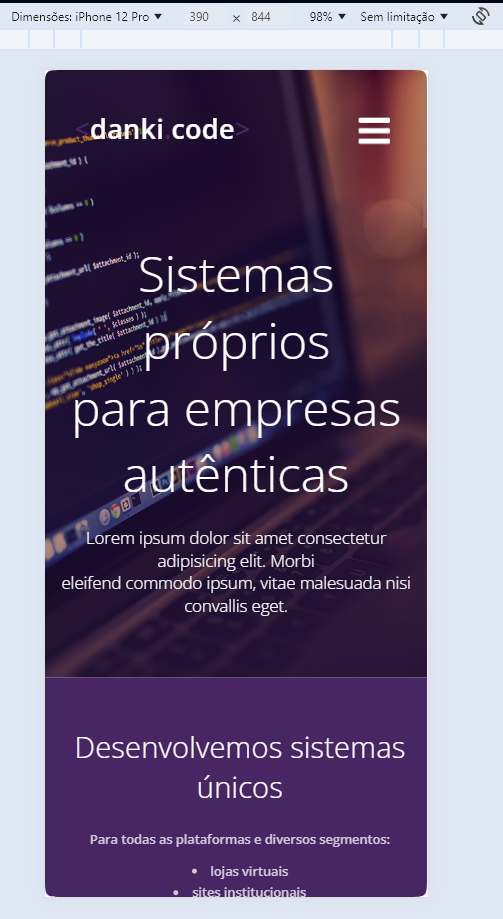 Dimensões: iPhone 12 Pro ▼ 390 × 844 98% ▼ Sem limitação ▼
<danki.code>
Sistemas
próprios
para empresas
autênticas
Lorem ipsum dolor sit amet consectetur
adipisicing elit. Morbi
eleifend commodo ipsum, vitae malesuada nisi
convallis eget.
Desenvolvemos sistemas
únicos
Para todas as plataformas e diversos segmentos:
• lojas virtuais
• sites institucionais